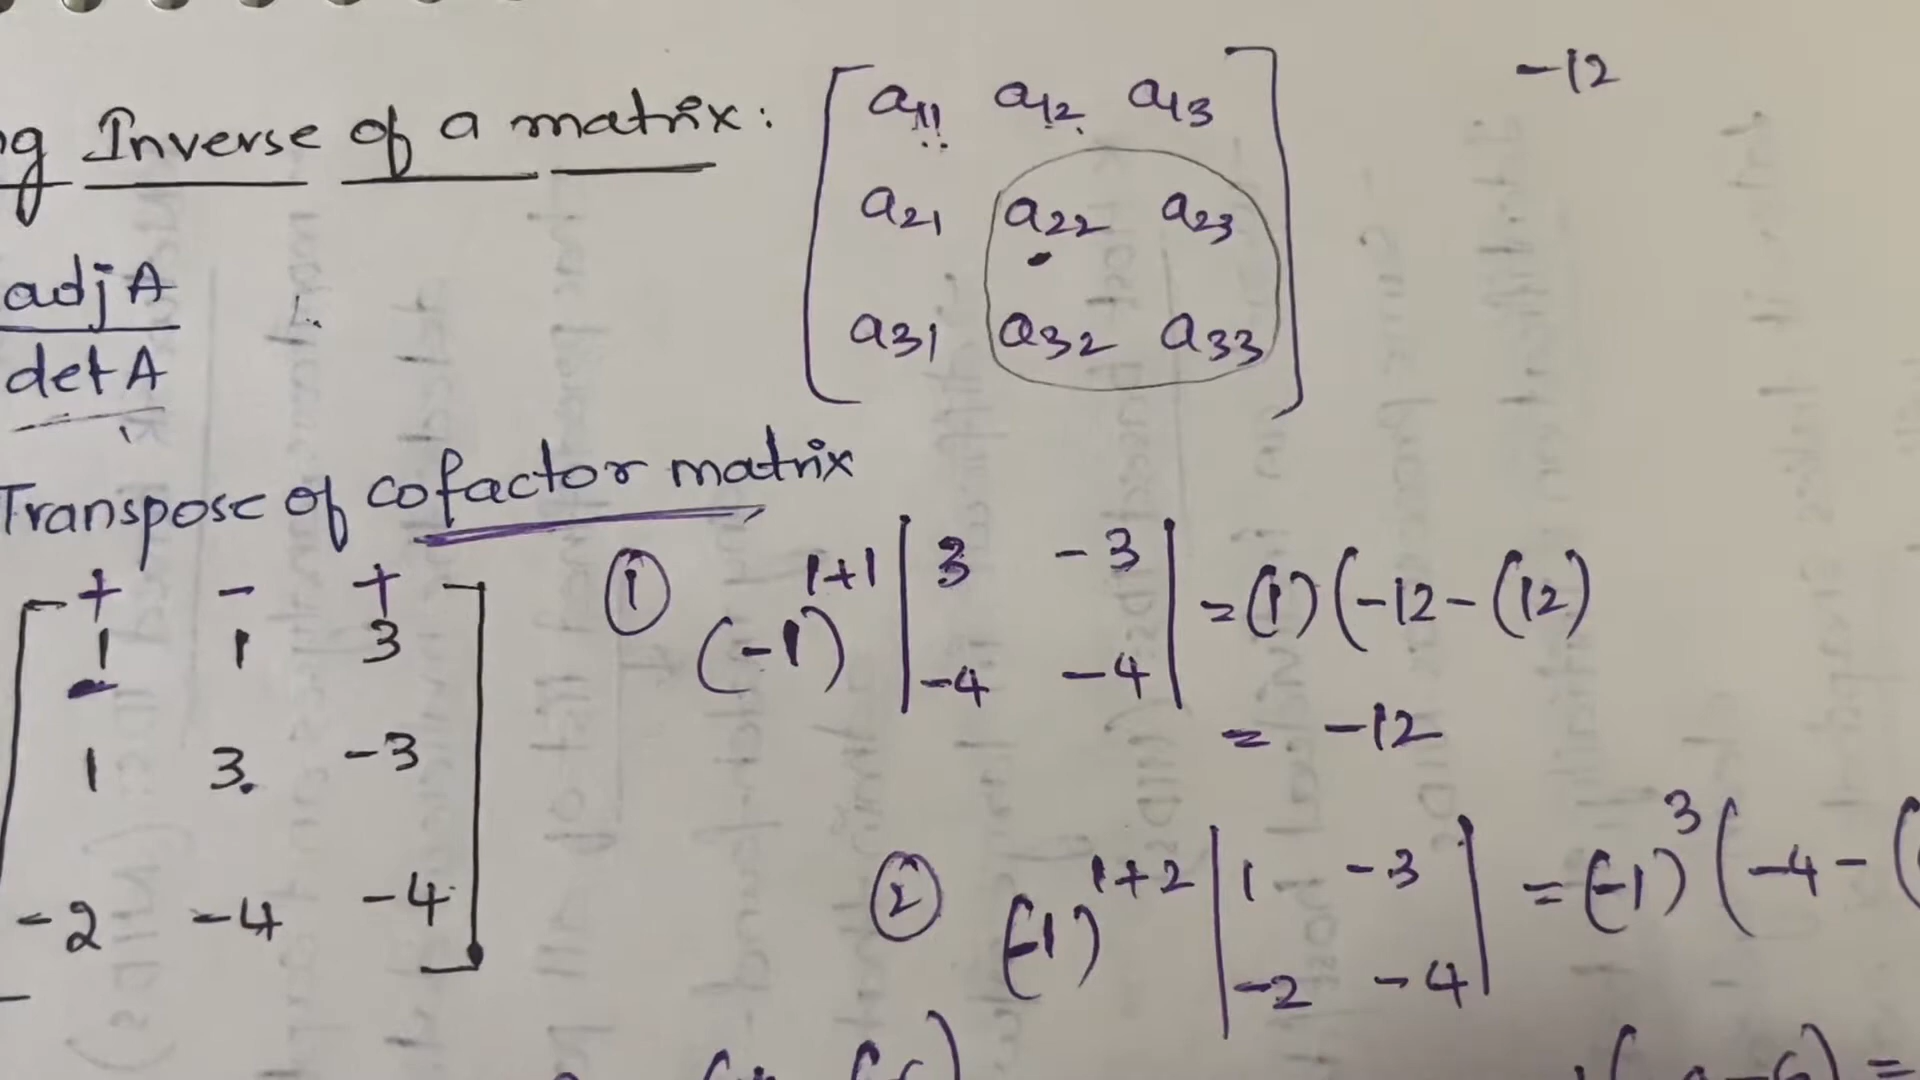 ng Inverse of a matrix:
a11 a12 a13
a21 a22 a23
a31 a32 a33
-12
adj A
det A
Transpose of cofactor matrix
+ - +
1 1 3
1 3 -3
-2 -4 -4
① (-1)^1+1 | 3 -3
-4 -4 | = (1)(-12-(12)
= -12
② (-1)^1+2 | 1 -3
-2 -4 | = (-1)^3 (-4-(